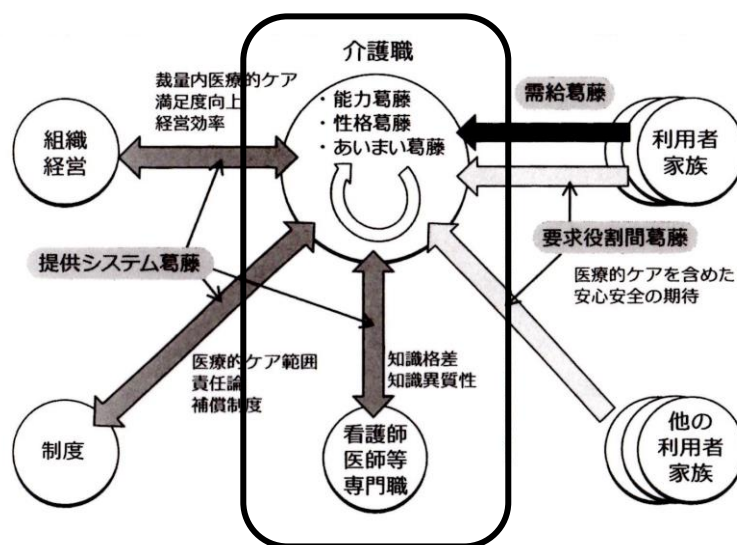 介護職
裁量内医療的ケア
満足度向上
経営効率
・能力葛藤
・性格葛藤
・あいまい葛藤
需給葛藤
組織
経営
利用者
家族
提供システム葛藤
要求役割間葛藤
医療的ケアを含めた
安心安全の期待
医療的ケア範囲
責任論
補償制度
知識格差
知識異質性
制度
看護師
医師等
専門職
他の
利用者
家族